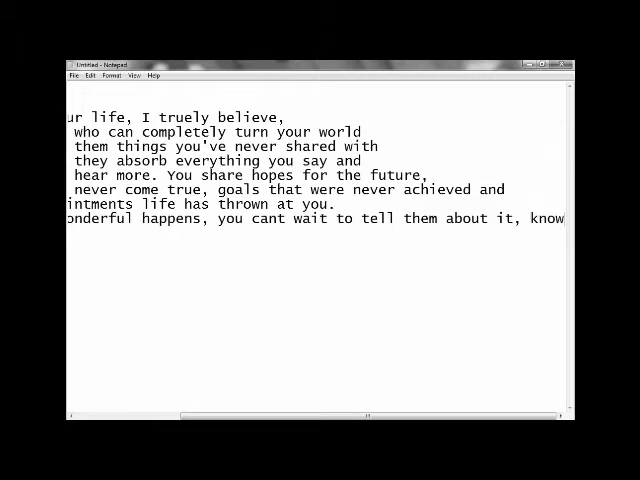 Untitled - Notepad
File Edit Format View Help
ur life, I truely believe,
who can completely turn your world
them things you've never shared with
they absorb everything you say and
hear more. You share hopes for the future,
never come true, goals that were never achieved and
intments life has thrown at you.
onderful happens, you cant wait to tell them about it, know